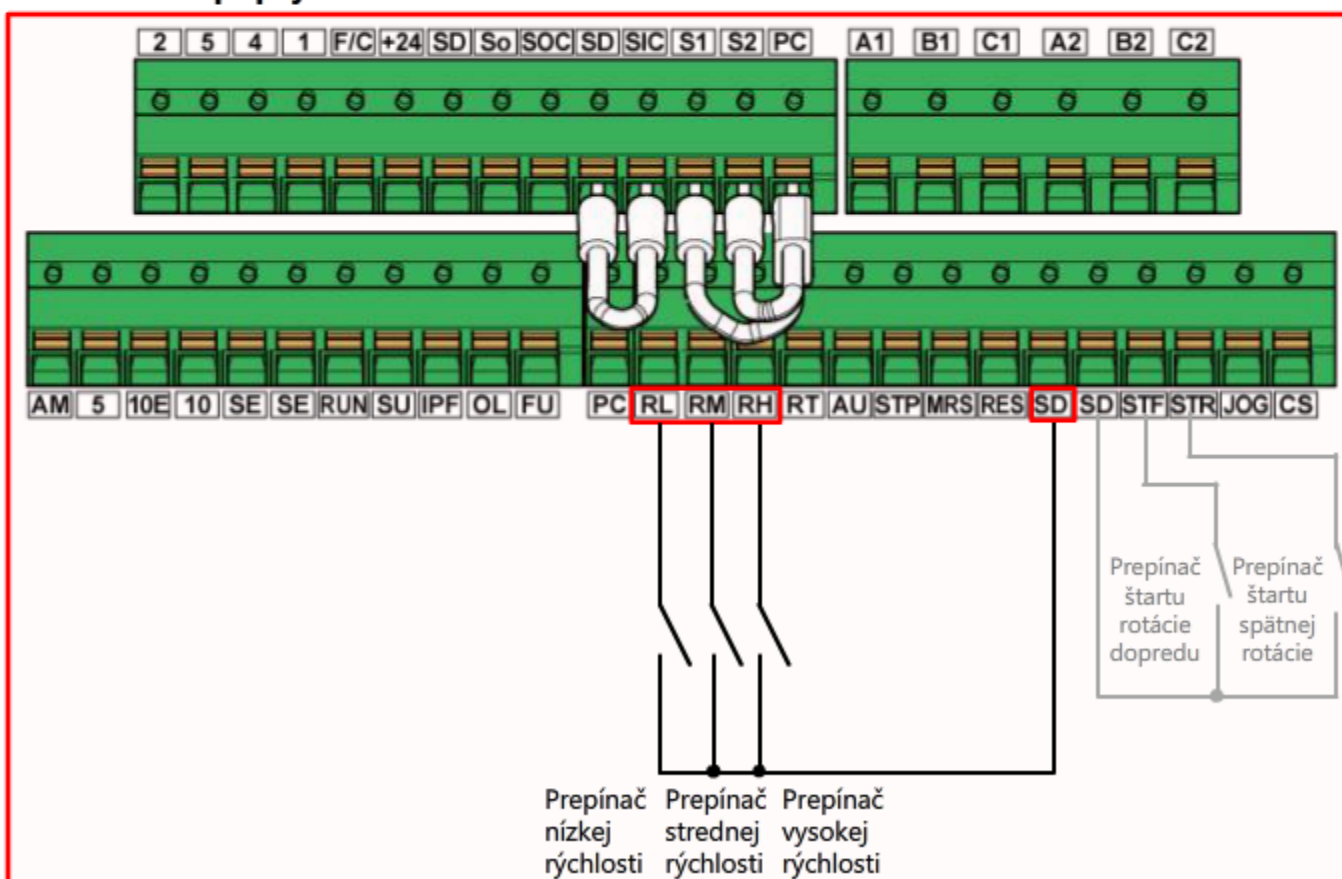 2 5 4 1 F/C +24 SD So SOC SD SIC S1 S2 PC A1 B1 C1 A2 B2 C2
AM 5 10E 10 SE SE RUN SU IPF OL FU PC RL RM RH RT AU STP MRS RES SD SD STF STR JOG CS
Prepínač
štartu
rotácie
dopredu
Prepínač
štartu
spätnej
rotácie
Prepínač
nízkej
rýchlosti
Prepínač
strednej
rýchlosti
Prepínač
vysokej
rýchlosti